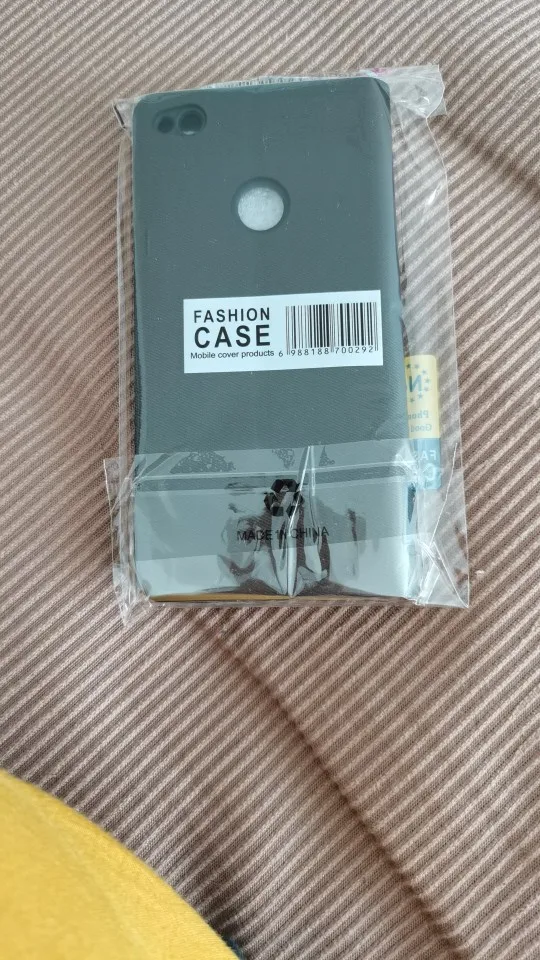 FASHION
CASE
Mobile cover products
6 988188 700292
MADE IN CHINA